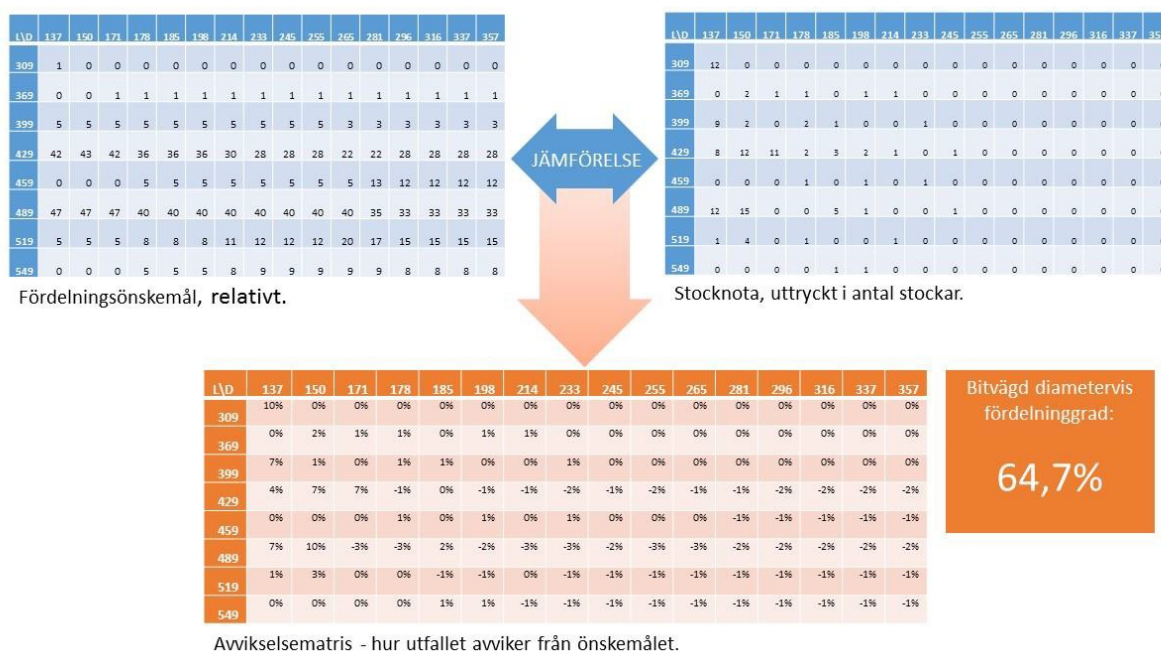 L\D 137 150 171 178 185 198 214 233 245 255 265 281 296 316 337 357
309 1 0 0 0 0 0 0 0 0 0 0 0 0 0 0 0
369 0 0 1 1 1 1 1 1 1 1 1 1 1 1 1 1
399 5 5 5 5 5 5 5 5 5 5 3 3 3 3 3 3
429 42 43 42 36 36 36 30 28 28 28 22 22 28 28 28 28
459 0 0 0 5 5 5 5 5 5 5 5 13 12 12 12 12
489 47 47 47 40 40 40 40 40 40 40 40 35 33 33 33 33
519 5 5 5 8 8 8 11 12 12 12 20 17 15 15 15 15
549 0 0 0 5 5 5 8 9 9 9 9 9 8 8 8 8
Fördelningsönskemål, relativt.
JÄMFÖRELSE
L\D 137 150 171 178 185 198 214 233 245 255 265 281 296 316 337
309 12 0 0 0 0 0 0 0 0 0 0 0 0 0 0
369 0 2 1 1 0 1 1 0 0 0 0 0 0 0 0
399 9 2 0 2 1 0 0 1 0 0 0 0 0 0 0
429 8 12 11 2 3 2 1 0 1 0 0 0 0 0 0
459 0 0 0 1 0 1 0 1 0 0 0 0 0 0 0
489 12 15 0 0 5 1 0 0 1 0 0 0 0 0 0
519 1 4 0 1 0 0 1 0 0 0 0 0 0 0 0
549 0 0 0 0 1 1 0 0 0 0 0 0 0 0 0
Stocknota, uttryckt i antal stockar.
L\D 137 150 171 178 185 198 214 233 245 255 265 281 296 316 337 357
309 10% 0% 0% 0% 0% 0% 0% 0% 0% 0% 0% 0% 0% 0% 0% 0%
369 0% 2% 1% 1% 0% 1% 1% 0% 0% 0% 0% 0% 0% 0% 0% 0%
399 7% 1% 0% 1% 1% 0% 0% 1% 0% 0% 0% 0% 0% 0% 0% 0%
429 4% 7% 7% -1% 0% -1% -1% -2% -1% -2% -1% -1% -2% -2% -2% -2%
459 0% 0% 0% 1% 0% 1% 0% 1% 0% 0% 0% -1% -1% -1% -1% -1%
489 7% 10% -3% -3% 2% -2% -3% -3% -2% -3% -3% -2% -2% -2% -2% -2%
519 1% 3% 0% 0% -1% -1% 0% -1% -1% -1% -1% -1% -1% -1% -1% -1%
549 0% 0% 0% 0% 1% 1% -1% -1% -1% -1% -1% -1% -1% -1% -1% -1%
Avvikselsematris - hur utfallet avviker från önskemålet.
Bitvägd diametervis
fördelninggrad:
64,7%